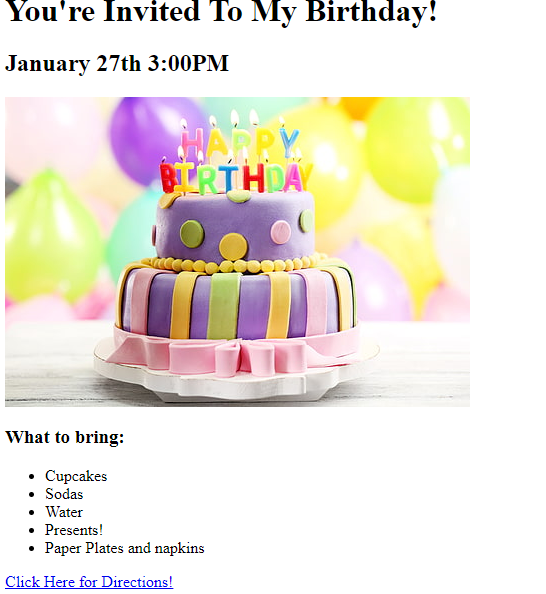 You're Invited To My Birthday!
January 27th 3:00PM
HAPPY
BIRTHDAY
What to bring:
Cupcakes
Sodas
Water
Presents!
Paper Plates and napkins
Click Here for Directions!